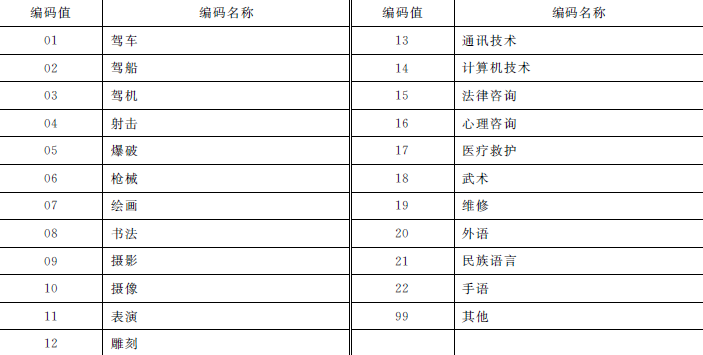 编码值 编码名称 编码值 编码名称
01 驾车 13 通讯技术
02 驾船 14 计算机技术
03 驾机 15 法律咨询
04 射击 16 心理咨询
05 爆破 17 医疗救护
06 枪械 18 武术
07 绘画 19 维修
08 书法 20 外语
09 摄影 21 民族语言
10 摄像 22 手语
11 表演 99 其他
12 雕刻